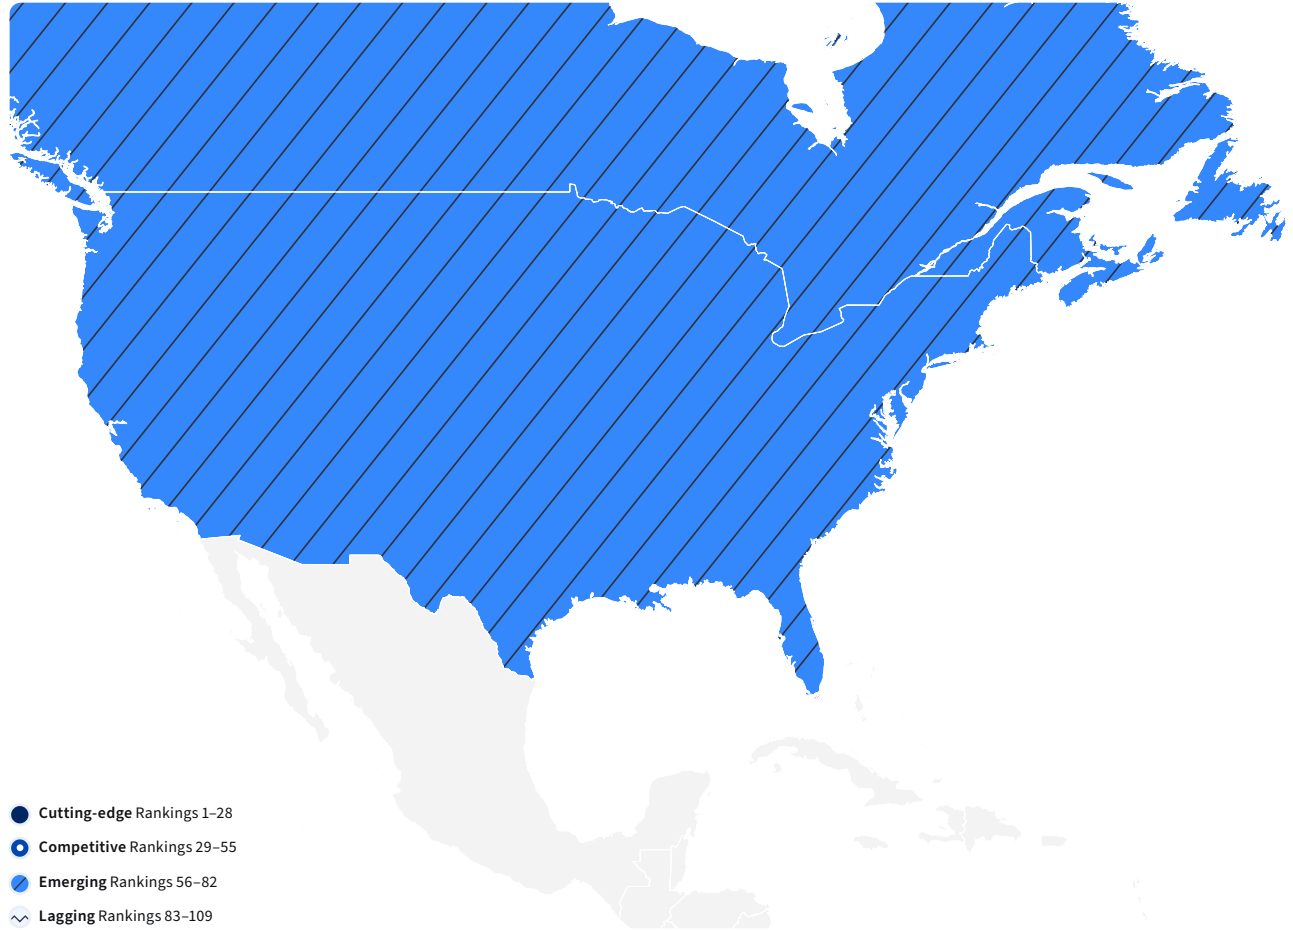 Cutting-edge Rankings 1–28
Competitive Rankings 29–55
Emerging Rankings 56–82
Lagging Rankings 83–109